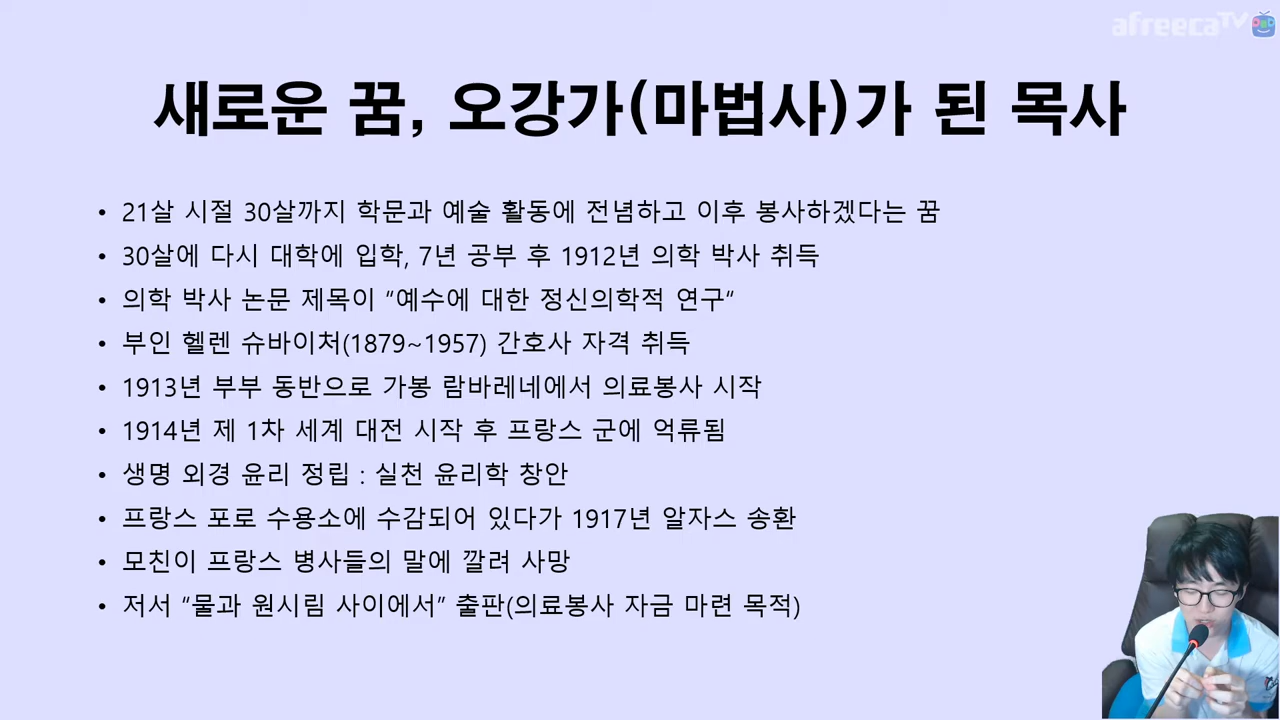 afreecaTV
새로운 꿈, 오강가(마법사)가 된 목사
• 21살 시절 30살까지 학문과 예술 활동에 전념하고 이후 봉사하겠다는 꿈
• 30살에 다시 대학에 입학, 7년 공부 후 1912년 의학 박사 취득
• 의학 박사 논문 제목이 “예수에 대한 정신의학적 연구“
• 부인 헬렌 슈바이처(1879~1957) 간호사 자격 취득
• 1913년 부부 동반으로 가봉 람바레네에서 의료봉사 시작
• 1914년 제 1차 세계 대전 시작 후 프랑스 군에 억류됨
• 생명 외경 윤리 정립 : 실천 윤리학 창안
• 프랑스 포로 수용소에 수감되어 있다가 1917년 알자스 송환
• 모친이 프랑스 병사들의 말에 깔려 사망
• 저서 “물과 원시림 사이에서” 출판(의료봉사 자금 마련 목적)